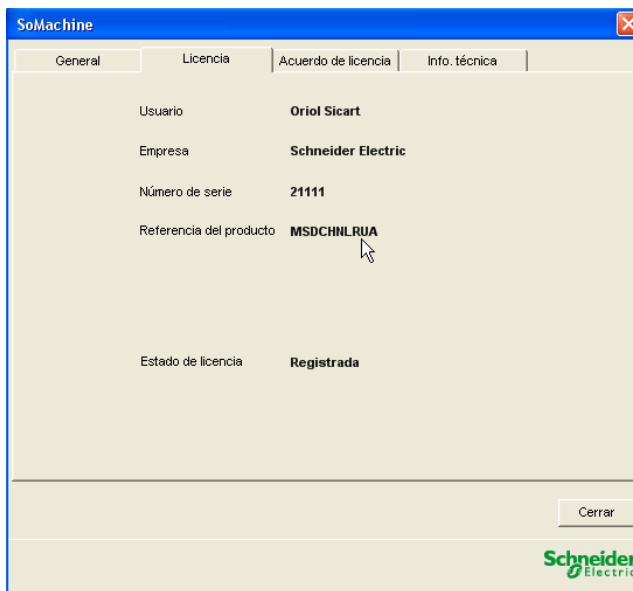 SoMachine
General Licencia Acuerdo de licencia Info. técnica
Usuario Oriol Sicart
Empresa Schneider Electric
Número de serie 21111
Referencia del producto MSDCHNLRUA
Estado de licencia Registrada
Cerrar
Schneider
Electric